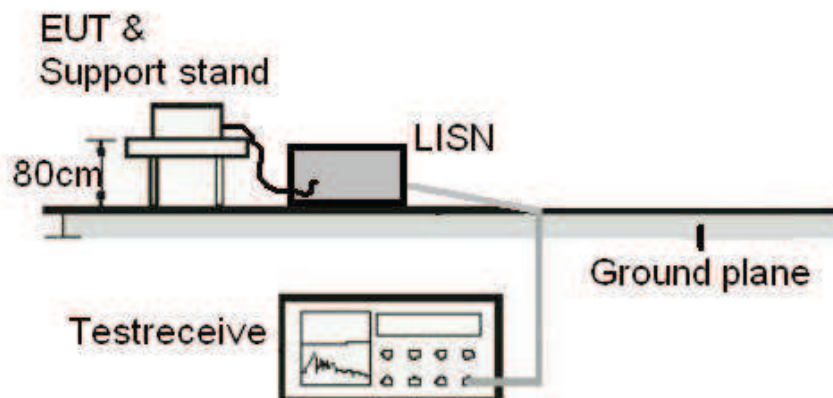 EUT &
Support stand
LISN
80cm
Ground plane
Testreceive